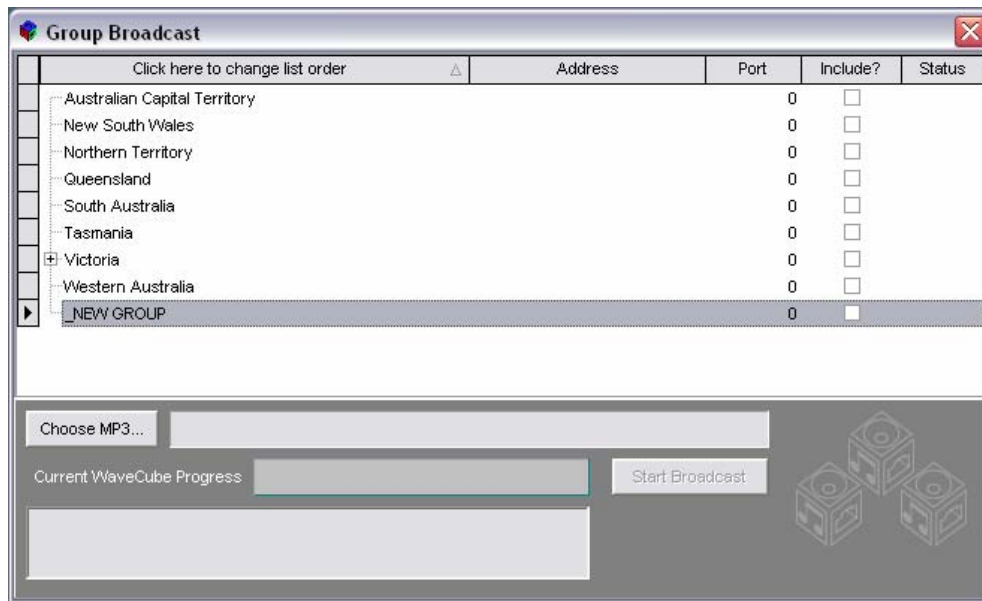 Group Broadcast
Click here to change list order Address Port Include? Status
Australian Capital Territory 0
New South Wales 0
Northern Territory 0
Queensland 0
South Australia 0
Tasmania 0
Victoria 0
Western Australia 0
_NEW GROUP 0
Choose MP3...
Current WaveCube Progress Start Broadcast